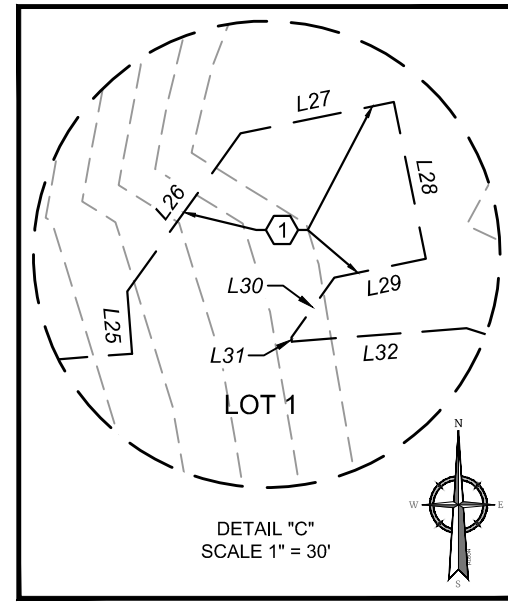 L27
L28
L26
1
L25
L30
L29
L31
L32
LOT 1
N
W
E
S
DETAIL "C"
SCALE 1" = 30'